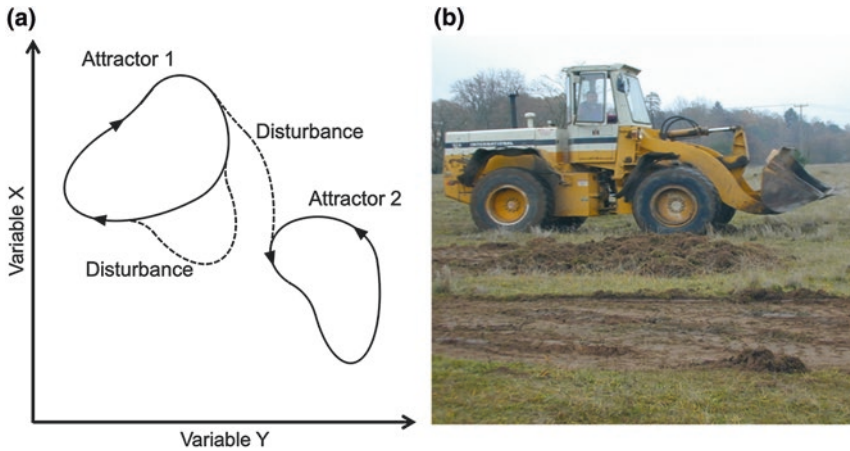 (a)
Attractor 1
Disturbance
Attractor 2
Disturbance
Variable X
Variable Y
(b)